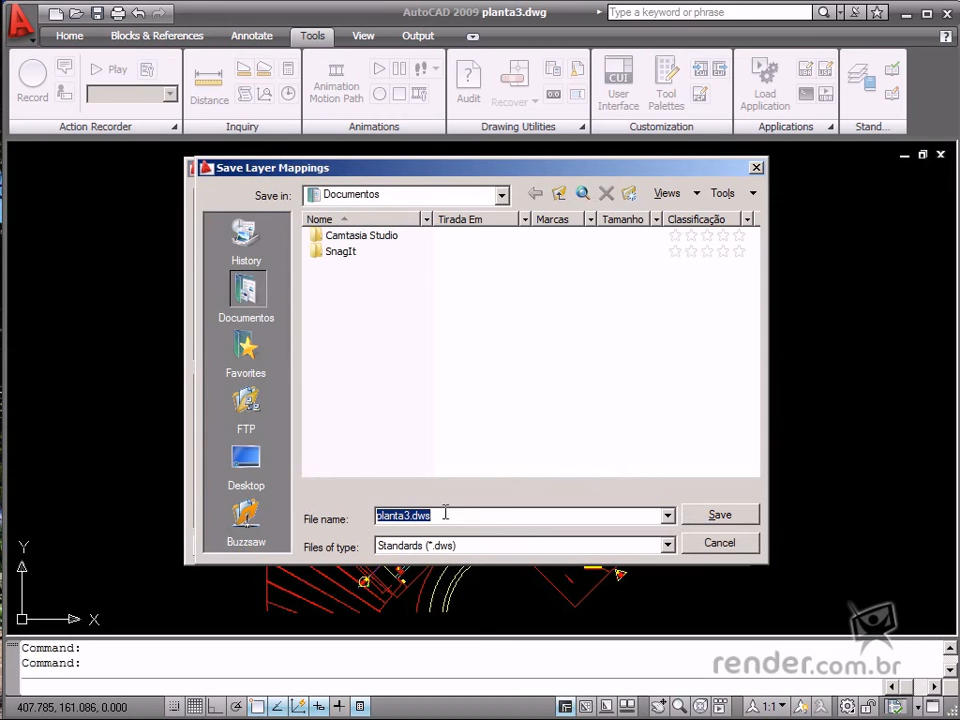 AutoCAD 2009 planta3.dwg
Type a keyword or phrase
Home
Blocks & References
Annotate
Tools
View
Output
Record
Play
Action Recorder
Distance
Inquiry
Animation
Motion Path
Animations
Audit
Recover
Drawing Utilities
CUI
User
Interface
Tool
Palettes
Customization
Load
Application
Applications
Stand...
Save Layer Mappings
Save in:
Documentos
Views
Tools
Nome
Tirada Em
Marcas
Tamanho
Classificação
Camtasia Studio
SnagIt
History
Documentos
Favorites
FTP
Desktop
Buzzsaw
File name:
planta3.dws
Save
Files of type:
Standards (*.dws)
Cancel
Y
X
Command:
Command:
render.com.br
407.785, 161.086, 0.000
1:1